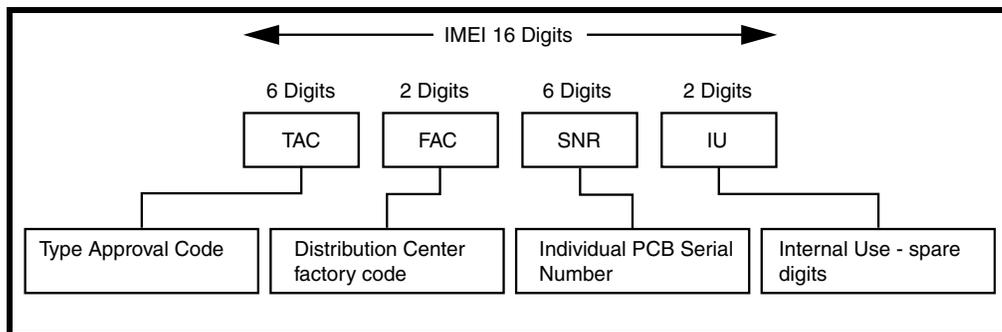 IMEI 16 Digits
6 Digits 2 Digits 6 Digits 2 Digits
TAC FAC SNR IU
Type Approval Code
Distribution Center
factory code
Individual PCB Serial
Number
Internal Use - spare
digits